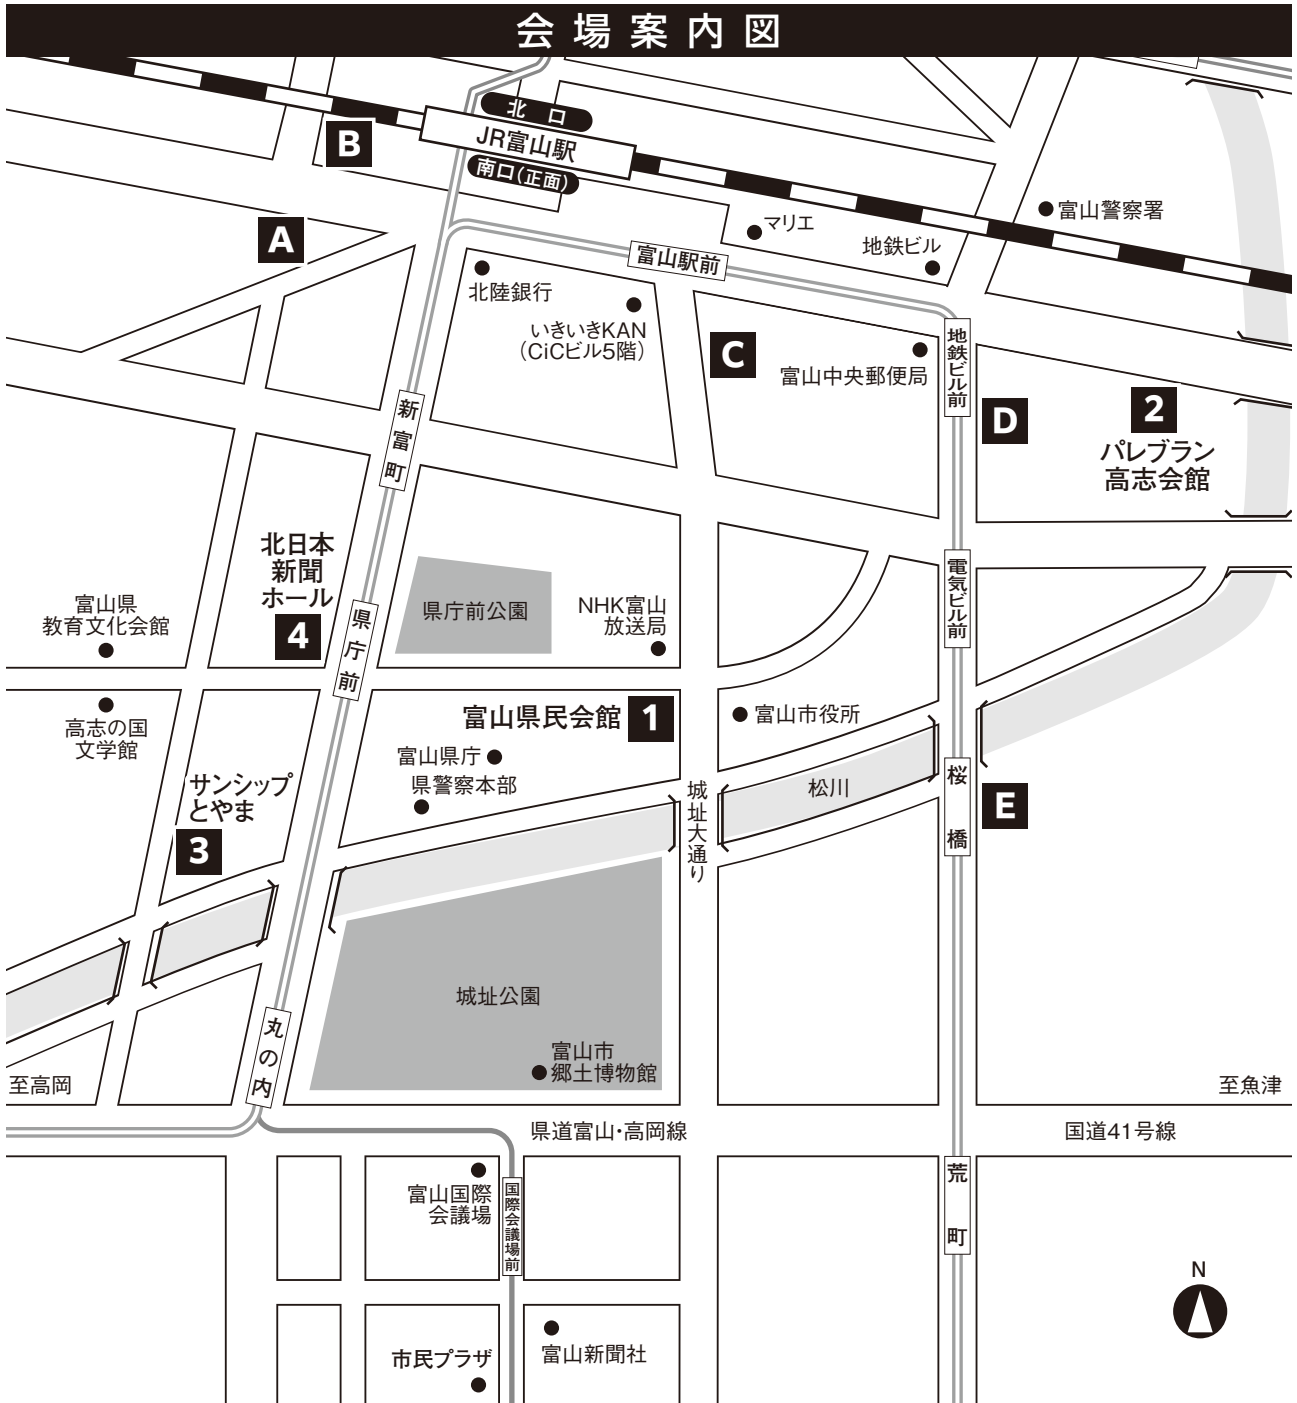 会場案内図
北口
JR富山駅
南口(正面)
B
A
富山警察署
マリエ
地鉄ビル
富山駅前
北陸銀行
いきいきKAN
(CiCビル5階)
C
富山中央郵便局
地鉄ビル前
D
2
パレブラン
高志会館
新富町
北日本
新聞
ホール
4
県庁前公園
NHK富山
放送局
電気ビル前
富山県
教育文化会館
県庁前
高志の国
文学館
富山県民会館
1
富山市役所
富山県庁
県警察本部
サンシップ
とやま
3
城址大通り
松川
桜橋
E
城址公園
丸の内
富山市
郷土博物館
至高岡
至魚津
県道富山・高岡線
国道41号線
富山国際
会議場
国際会議場前
荒町
N
市民プラザ
富山新聞社